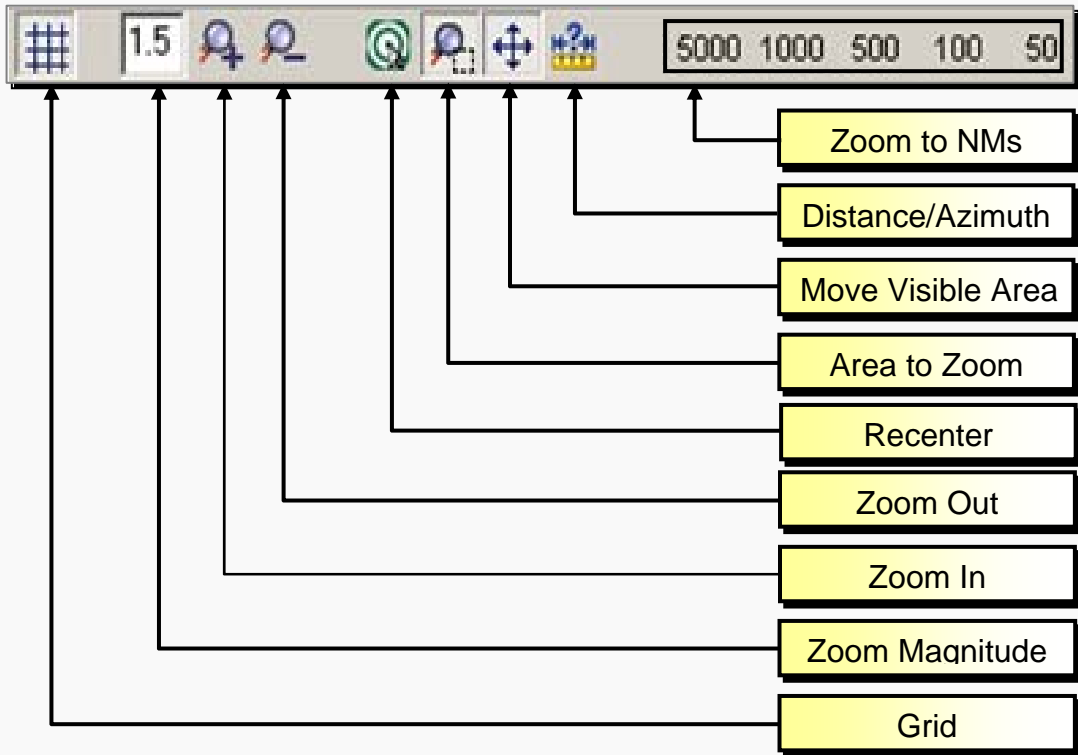 1.5 5000 1000 500 100 50
Zoom to NMs
Distance/Azimuth
Move Visible Area
Area to Zoom
Recenter
Zoom Out
Zoom In
Zoom Magnitude
Grid